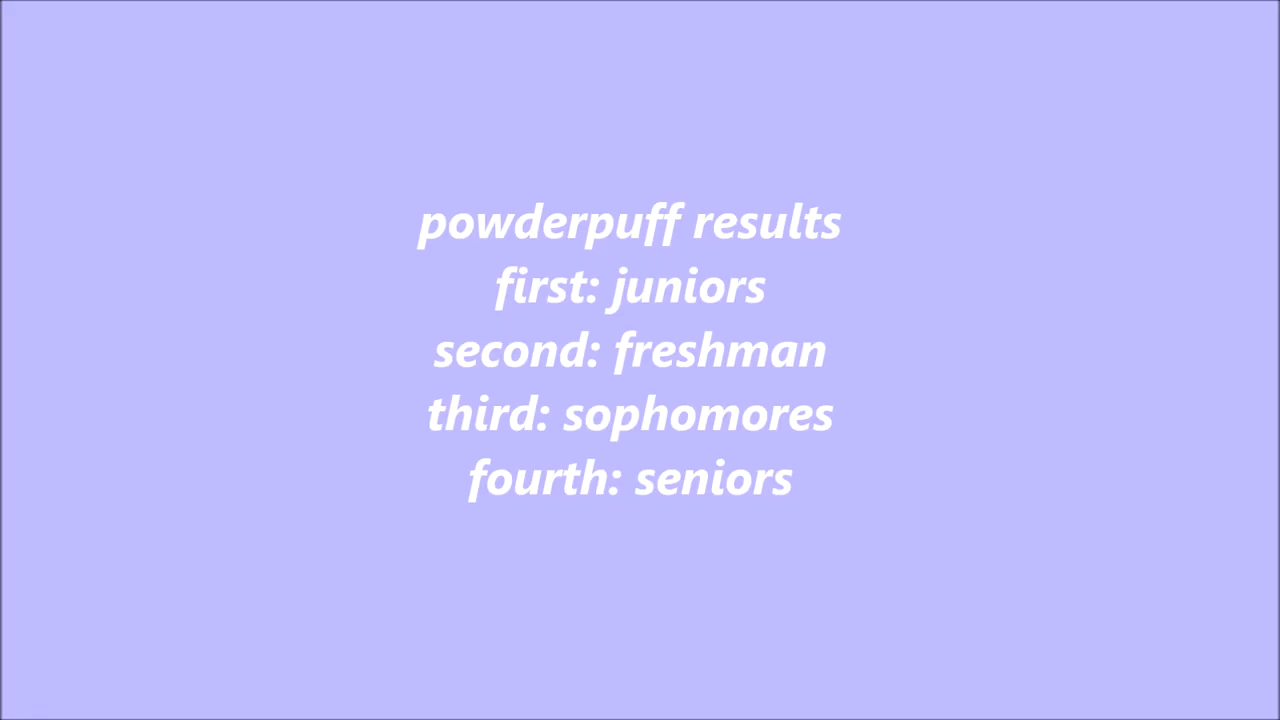 powderpuff results
first: juniors
second: freshman
third: sophomores
fourth: seniors